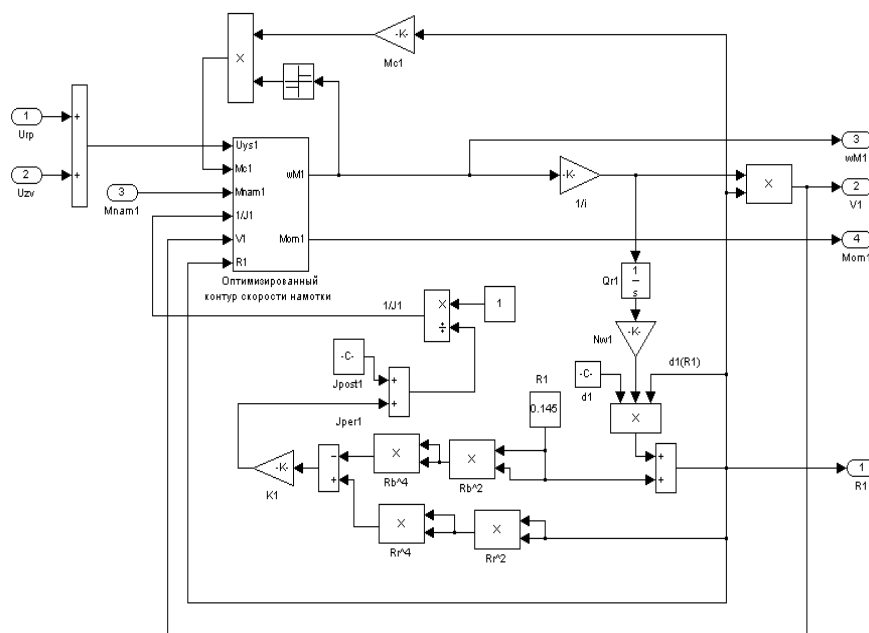 -K-
Mc1
X
1
Urp
2
Uzv
+
+
3
Mnam1
Uys1
Mc1
Mnam1
1/J1
V1
R1
wM1
Mom1
Оптимизированный
контур скорости намотки
-K-
1/i
X
3
wM1
2
V1
4
Mom1
Qr1
1
s
-K-
Nw1
1/J1
X
÷
1
-C-
Jpost1
+
+
Jper1
-C-
d1
d1(R1)
X
R1
0.145
-K-
K1
−
+
X
Rb^4
X
Rb^2
+
+
1
R1
X
Rr^4
X
Rr^2